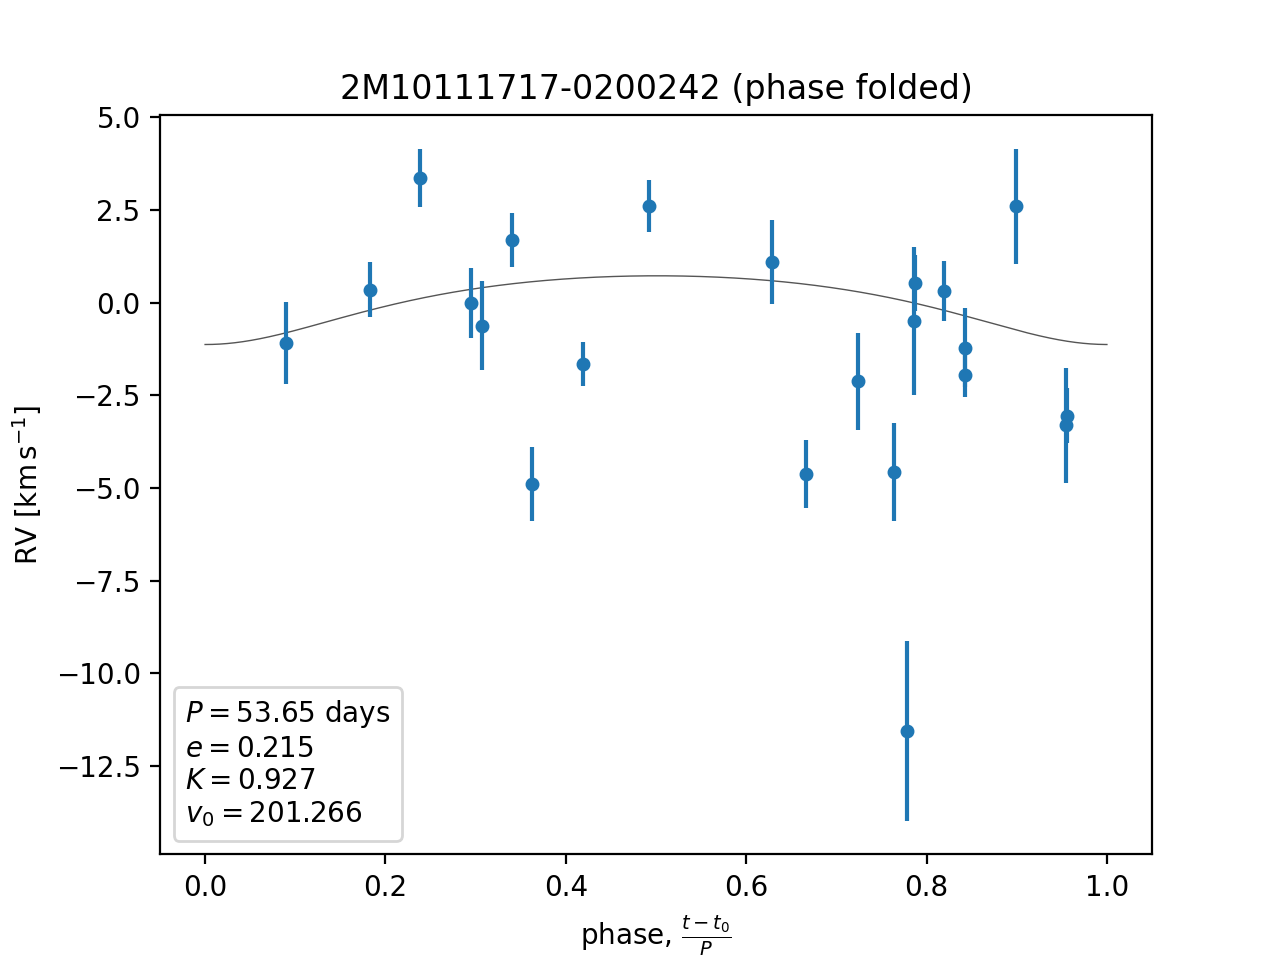 2M10111717-0200242 (phase folded)
RV [km s⁻¹]
5.0
2.5
0.0
−2.5
−5.0
−7.5
−10.0
−12.5
P = 53.65 days
e = 0.215
K = 0.927
v₀ = 201.266
0.0 0.2 0.4 0.6 0.8 1.0
phase, (t − t₀)/P